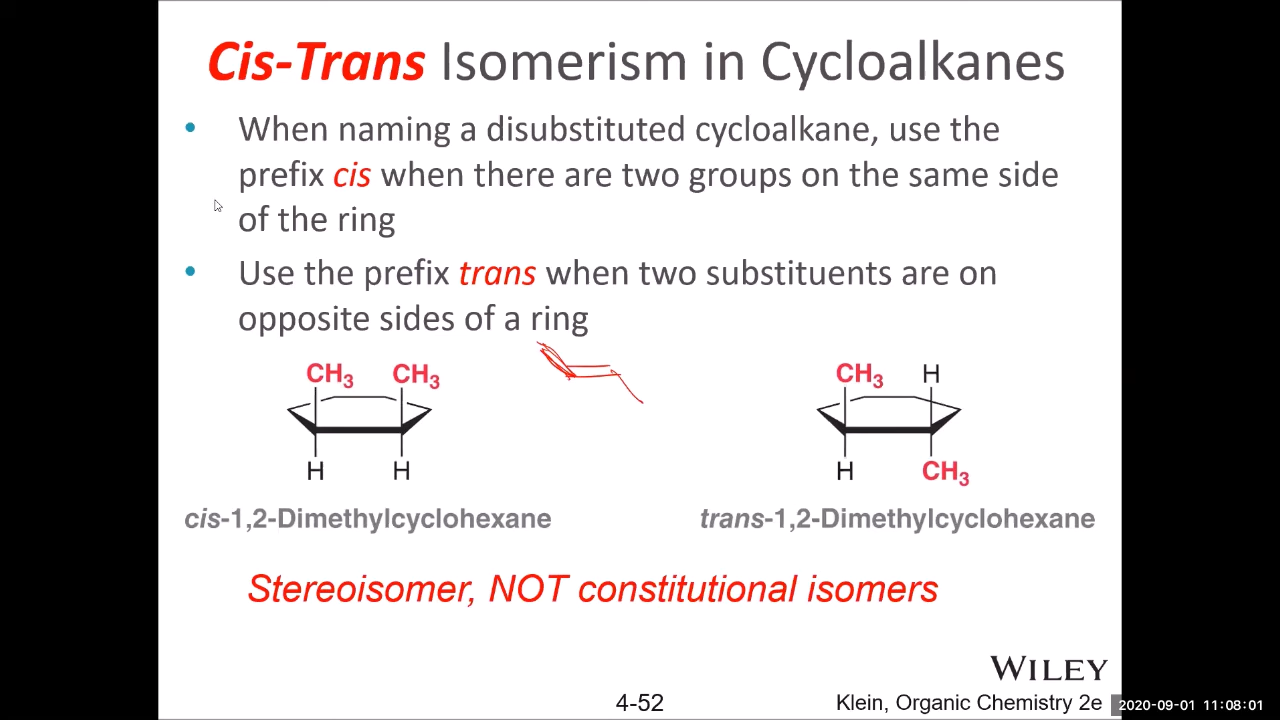 Cis-Trans Isomerism in Cycloalkanes
• When naming a disubstituted cycloalkane, use the
prefix cis when there are two groups on the same side
of the ring
• Use the prefix trans when two substituents are on
opposite sides of a ring
CH3 CH3 CH3 H
H H H CH3
cis-1,2-Dimethylcyclohexane trans-1,2-Dimethylcyclohexane
Stereoisomer, NOT constitutional isomers
WILEY
4-52 Klein, Organic Chemistry 2e 2020-09-01 11:08:01